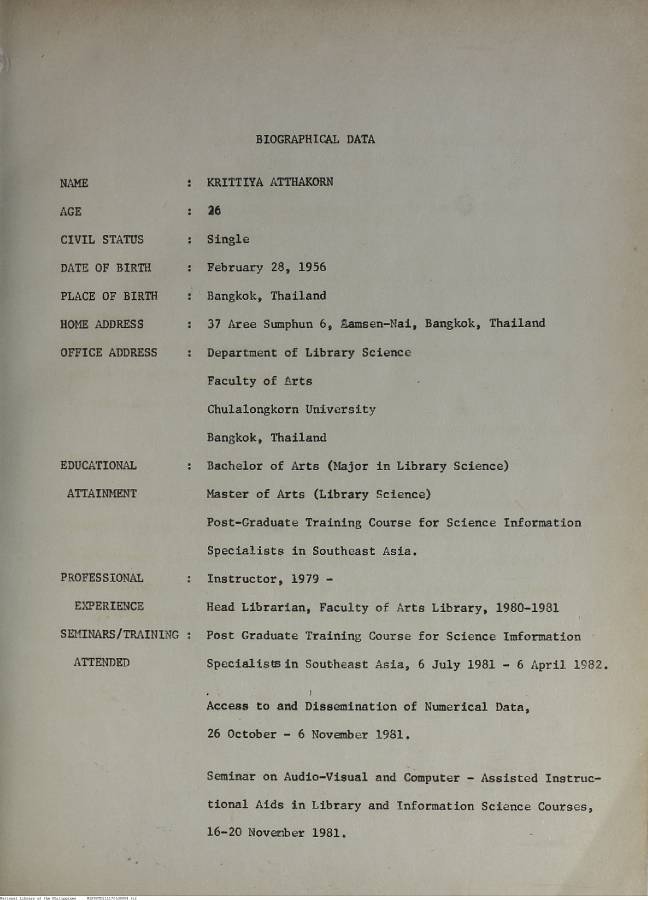 BIOGRAPHICAL DATA
NAME : KRITTIYA ATTHAKORN
AGE : 26
CIVIL STATUS : Single
DATE OF BIRTH : February 28, 1956
PLACE OF BIRTH : Bangkok, Thailand
HOME ADDRESS : 37 Aree Sumphun 6, Samsen-Nai, Bangkok, Thailand
OFFICE ADDRESS : Department of Library Science
Faculty of Arts
Chulalongkorn University
Bangkok, Thailand
EDUCATIONAL : Bachelor of Arts (Major in Library Science)
ATTAINMENT Master of Arts (Library Science)
Post-Graduate Training Course for Science Information
Specialists in Southeast Asia.
PROFESSIONAL : Instructor, 1979 -
EXPERIENCE Head Librarian, Faculty of Arts Library, 1980-1981
SEMINARS/TRAINING : Post Graduate Training Course for Science Imformation
ATTENDED Specialists in Southeast Asia, 6 July 1981 - 6 April 1982.
Access to and Dissemination of Numerical Data,
26 October - 6 November 1981.
Seminar on Audio-Visual and Computer - Assisted Instruc-
tional Aids in Library and Information Science Courses,
16-20 November 1981.
National Library of the Philippines